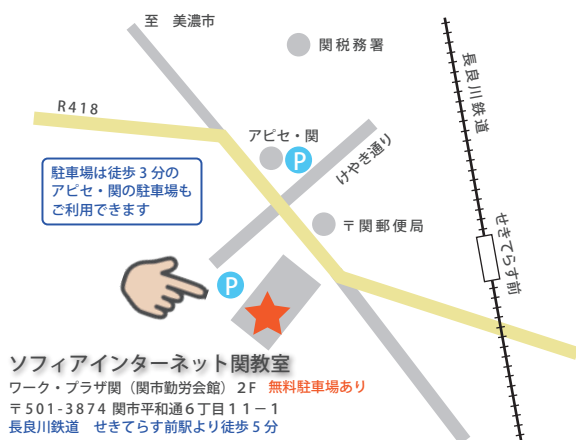 至　美濃市
関税務署
長良川鉄道
R418
アピセ・関
P
けやき通り
駐車場は徒歩３分の
アピセ・関の駐車場も
ご利用できます
〒関郵便局
せきてらす前
P
ソフィアインターネット関教室
ワーク・プラザ関（関市勤労会館）２F　無料駐車場あり
〒501-3874 関市平和通６丁目１１－１
長良川鉄道　せきてらす前駅より徒歩５分